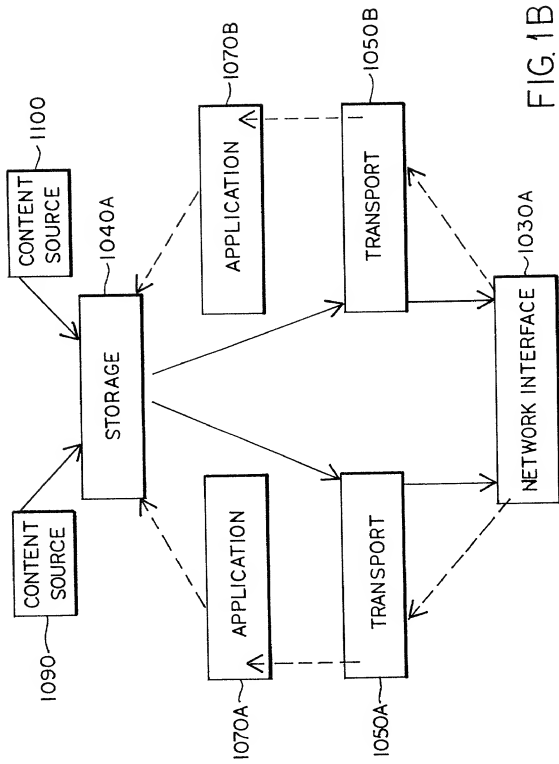 CONTENT
SOURCE
1090
CONTENT
SOURCE
1100
STORAGE
1040A
APPLICATION
1070A
APPLICATION
1070B
TRANSPORT
1050A
TRANSPORT
1050B
NETWORK INTERFACE
1030A
FIG. 1B